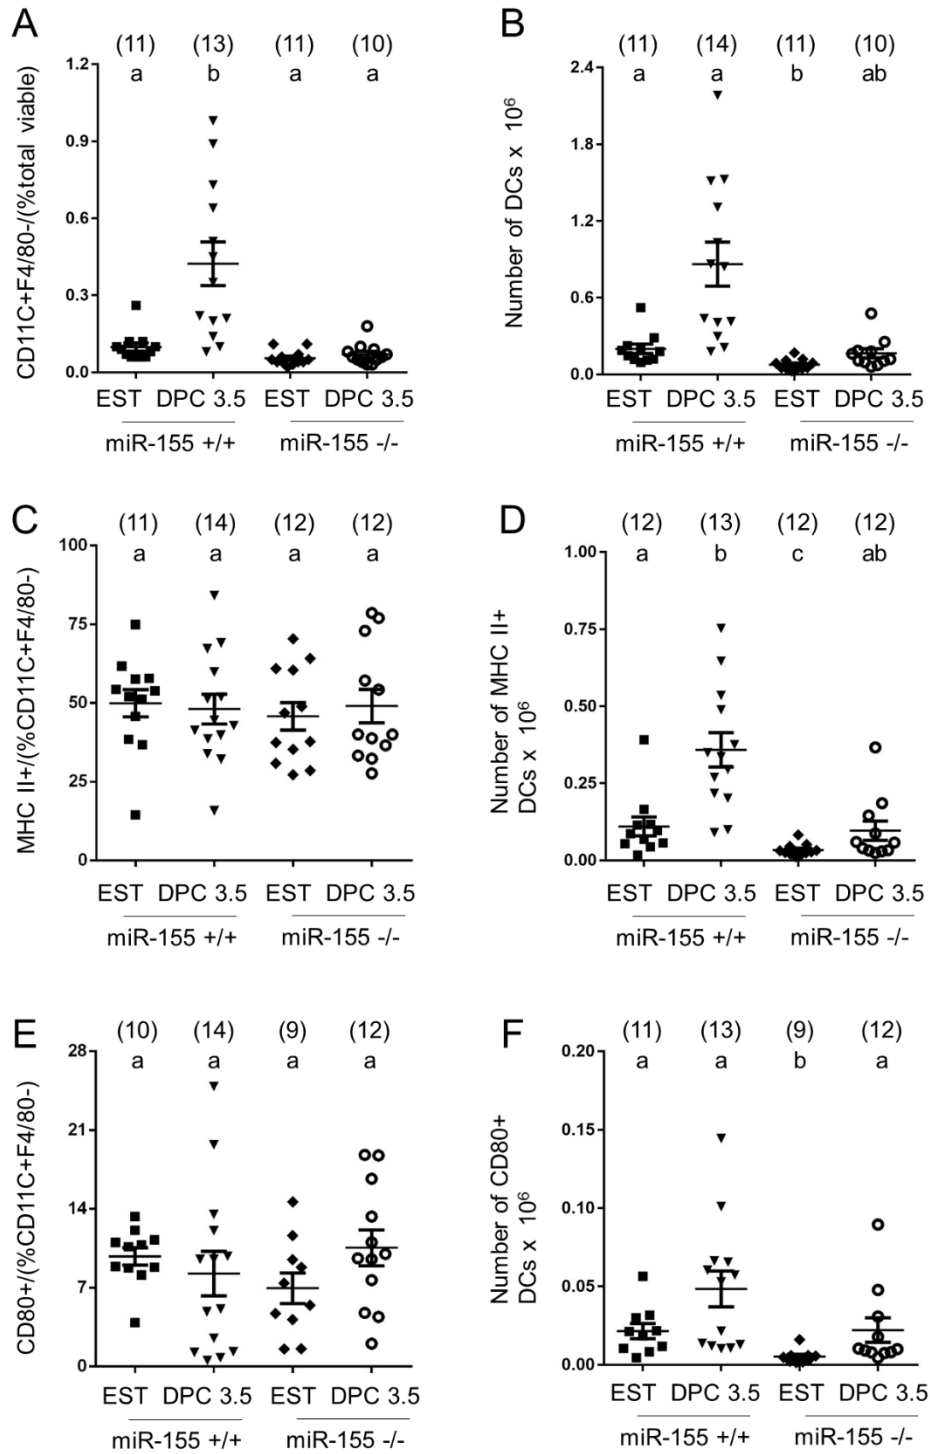 A
(11) (13) (11) (10)
a b a a
CD11C+F4/80-/(%total viable)
1.2
0.9
0.6
0.3
0.0
EST DPC 3.5 EST DPC 3.5
miR-155 +/+ miR-155 -/-
B
(11) (14) (11) (10)
a a b ab
Number of DCs x 10⁶
2.4
1.8
1.2
0.6
0.0
EST DPC 3.5 EST DPC 3.5
miR-155 +/+ miR-155 -/-
C
(11) (14) (12) (12)
a a a a
MHC II+/(%CD11C+F4/80-)
100
75
50
25
0
EST DPC 3.5 EST DPC 3.5
miR-155 +/+ miR-155 -/-
D
(12) (13) (12) (12)
a b c ab
Number of MHC II+
DCs x 10⁶
1.00
0.75
0.50
0.25
0.00
EST DPC 3.5 EST DPC 3.5
miR-155 +/+ miR-155 -/-
E
(10) (14) (9) (12)
a a a a
CD80+/(%CD11C+F4/80-)
28
21
14
7
0
EST DPC 3.5 EST DPC 3.5
miR-155 +/+ miR-155 -/-
F
(11) (13) (9) (12)
a a b a
Number of CD80+
DCs x 10⁶
0.20
0.15
0.10
0.05
0.00
EST DPC 3.5 EST DPC 3.5
miR-155 +/+ miR-155 -/-